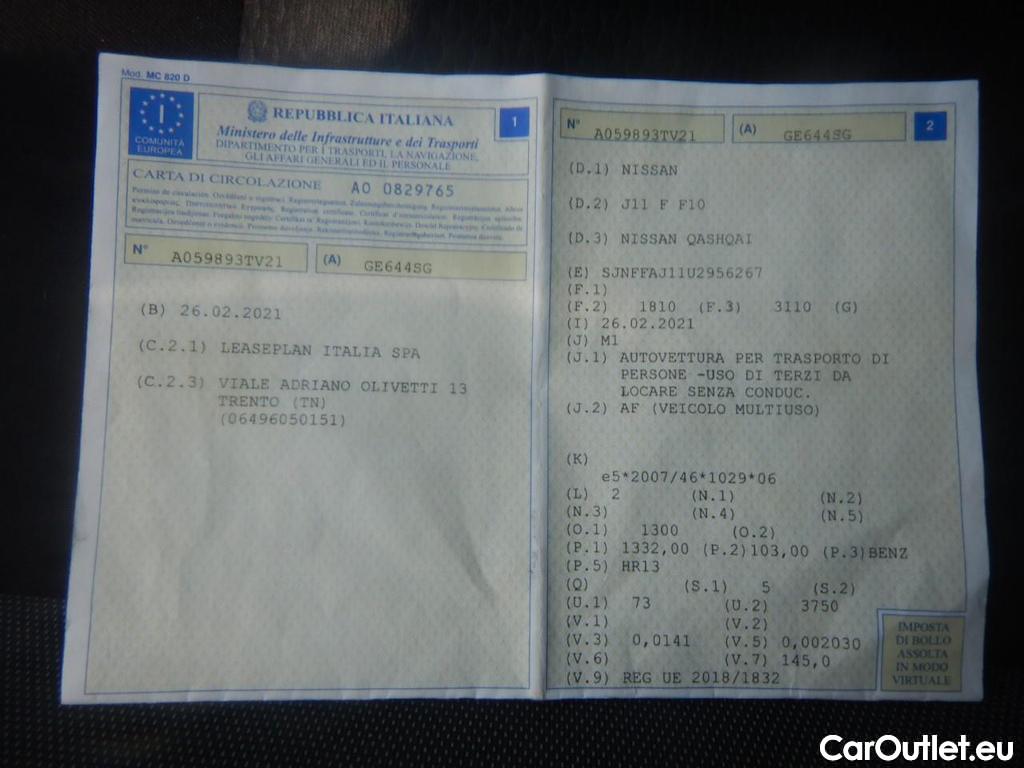 Mod. MC 820 D
I
COMUNITÀ
EUROPEA
REPUBBLICA ITALIANA
Ministero delle Infrastrutture e dei Trasporti
DIPARTIMENTO PER I TRASPORTI, LA NAVIGAZIONE,
GLI AFFARI GENERALI ED IL PERSONALE
1
CARTA DI CIRCOLAZIONE AO 0829765
N° A059893TV21 (A) GE644SG
(B) 26.02.2021
(C.2.1) LEASEPLAN ITALIA SPA
(C.2.3) VIALE ADRIANO OLIVETTI 13
TRENTO (TN)
(06496050151)
N° A059893TV21 (A) GE644SG 2
(D.1) NISSAN
(D.2) J11 F F10
(D.3) NISSAN QASHQAI
(E) SJNFFAJ11U2956267
(F.1)
(F.2) 1810 (F.3) 3110 (G)
(I) 26.02.2021
(J) M1
(J.1) AUTOVETTURA PER TRASPORTO DI
PERSONE -USO DI TERZI DA
LOCARE SENZA CONDUC.
(J.2) AF (VEICOLO MULTIUSO)
(K)
e5*2007/46*1029*06
(L) 2 (N.1) (N.2)
(N.3) (N.4) (N.5)
(O.1) 1300 (O.2)
(P.1) 1332,00 (P.2)103,00 (P.3)BENZ
(P.5) HR13
(Q) (S.1) 5 (S.2)
(U.1) 73 (U.2) 3750
(V.1) (V.2)
(V.3) 0,0141 (V.5) 0,002030
(V.6) (V.7) 145,0
(V.9) REG UE 2018/1832
IMPOSTA
DI BOLLO
ASSOLTA
IN MODO
VIRTUALE
CarOutlet.eu